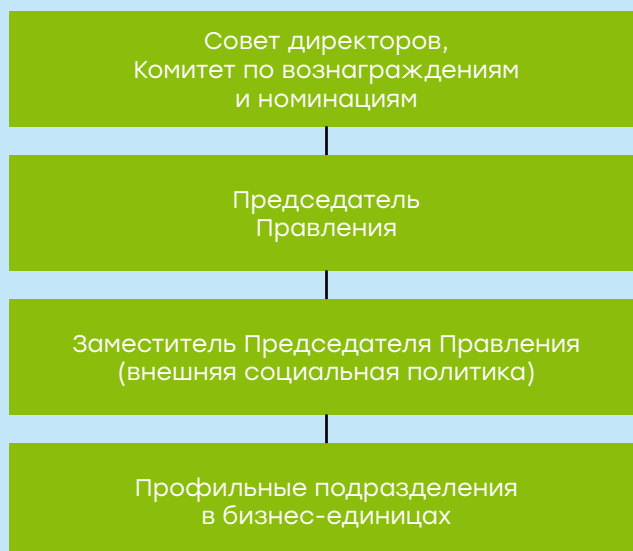 Совет директоров,
Комитет по вознаграждениям
и номинациям
Председатель
Правления
Заместитель Председателя Правления
(внешняя социальная политика)
Профильные подразделения
в бизнес-единицах